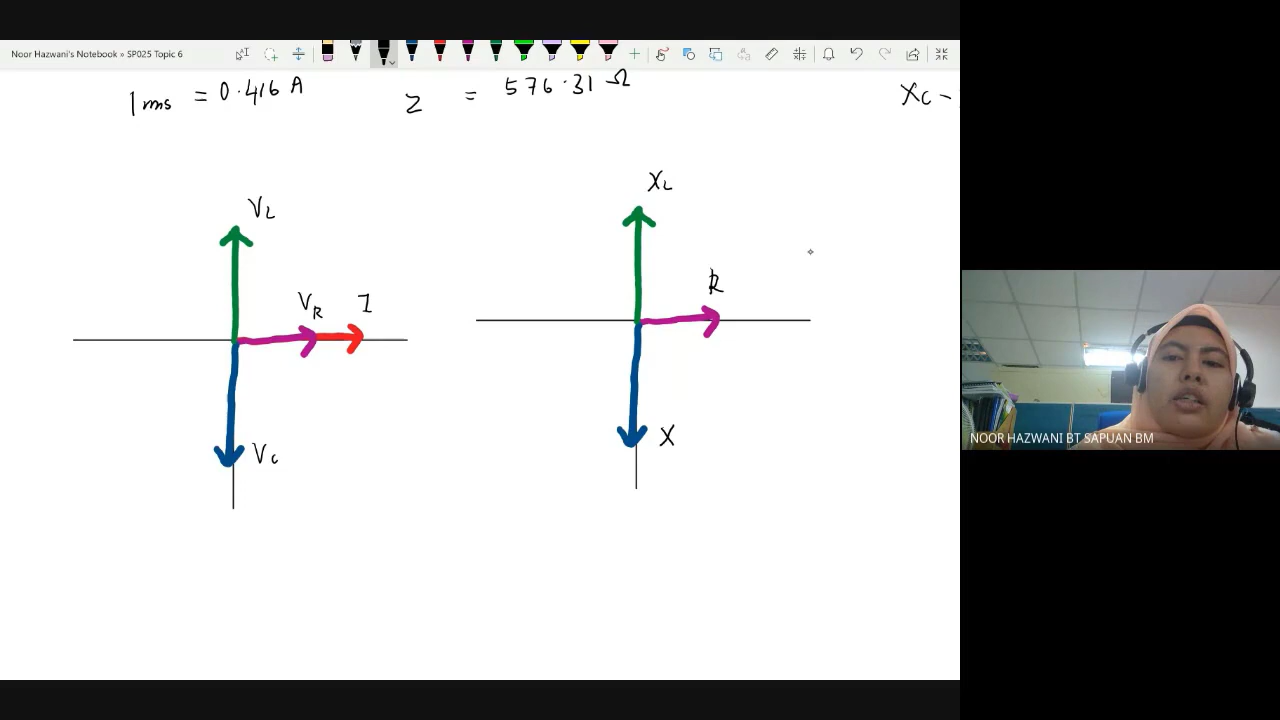 Noor Hazwani's Notebook » SP025 Topic 6
Irms = 0.416 A
Z = 576.31 Ω
XC -
VL
VR I
VC
XL
R
X
NOOR HAZWANI BT SAPUAN BM